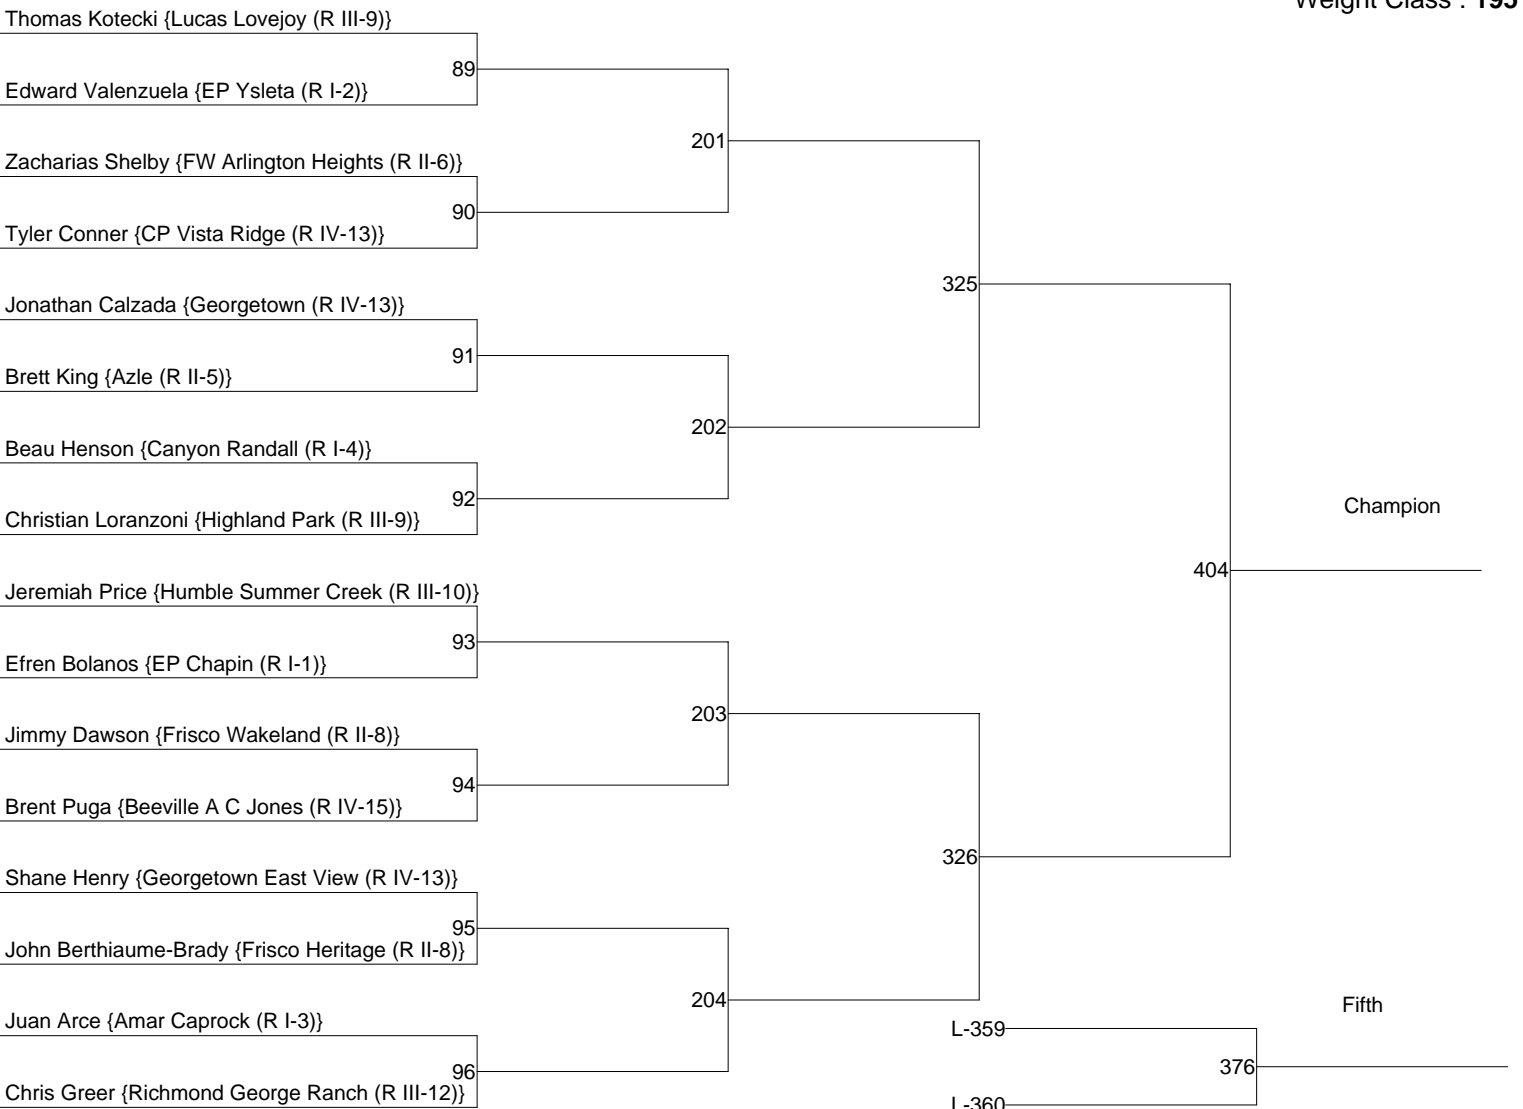 Weight Class : 195
Thomas Kotecki {Lucas Lovejoy (R III-9)}
89
Edward Valenzuela {EP Ysleta (R I-2)}
201
Zacharias Shelby {FW Arlington Heights (R II-6)}
90
Tyler Conner {CP Vista Ridge (R IV-13)}
325
Jonathan Calzada {Georgetown (R IV-13)}
91
Brett King {Azle (R II-5)}
202
Beau Henson {Canyon Randall (R I-4)}
92
Christian Loranzoni {Highland Park (R III-9)}
Champion
404
Jeremiah Price {Humble Summer Creek (R III-10)}
93
Efren Bolanos {EP Chapin (R I-1)}
203
Jimmy Dawson {Frisco Wakeland (R II-8)}
94
Brent Puga {Beeville A C Jones (R IV-15)}
326
Shane Henry {Georgetown East View (R IV-13)}
95
John Berthiaume-Brady {Frisco Heritage (R II-8)}
204
Fifth
Juan Arce {Amar Caprock (R I-3)}
L-359
96
376
Chris Greer {Richmond George Ranch (R III-12)}
L-360